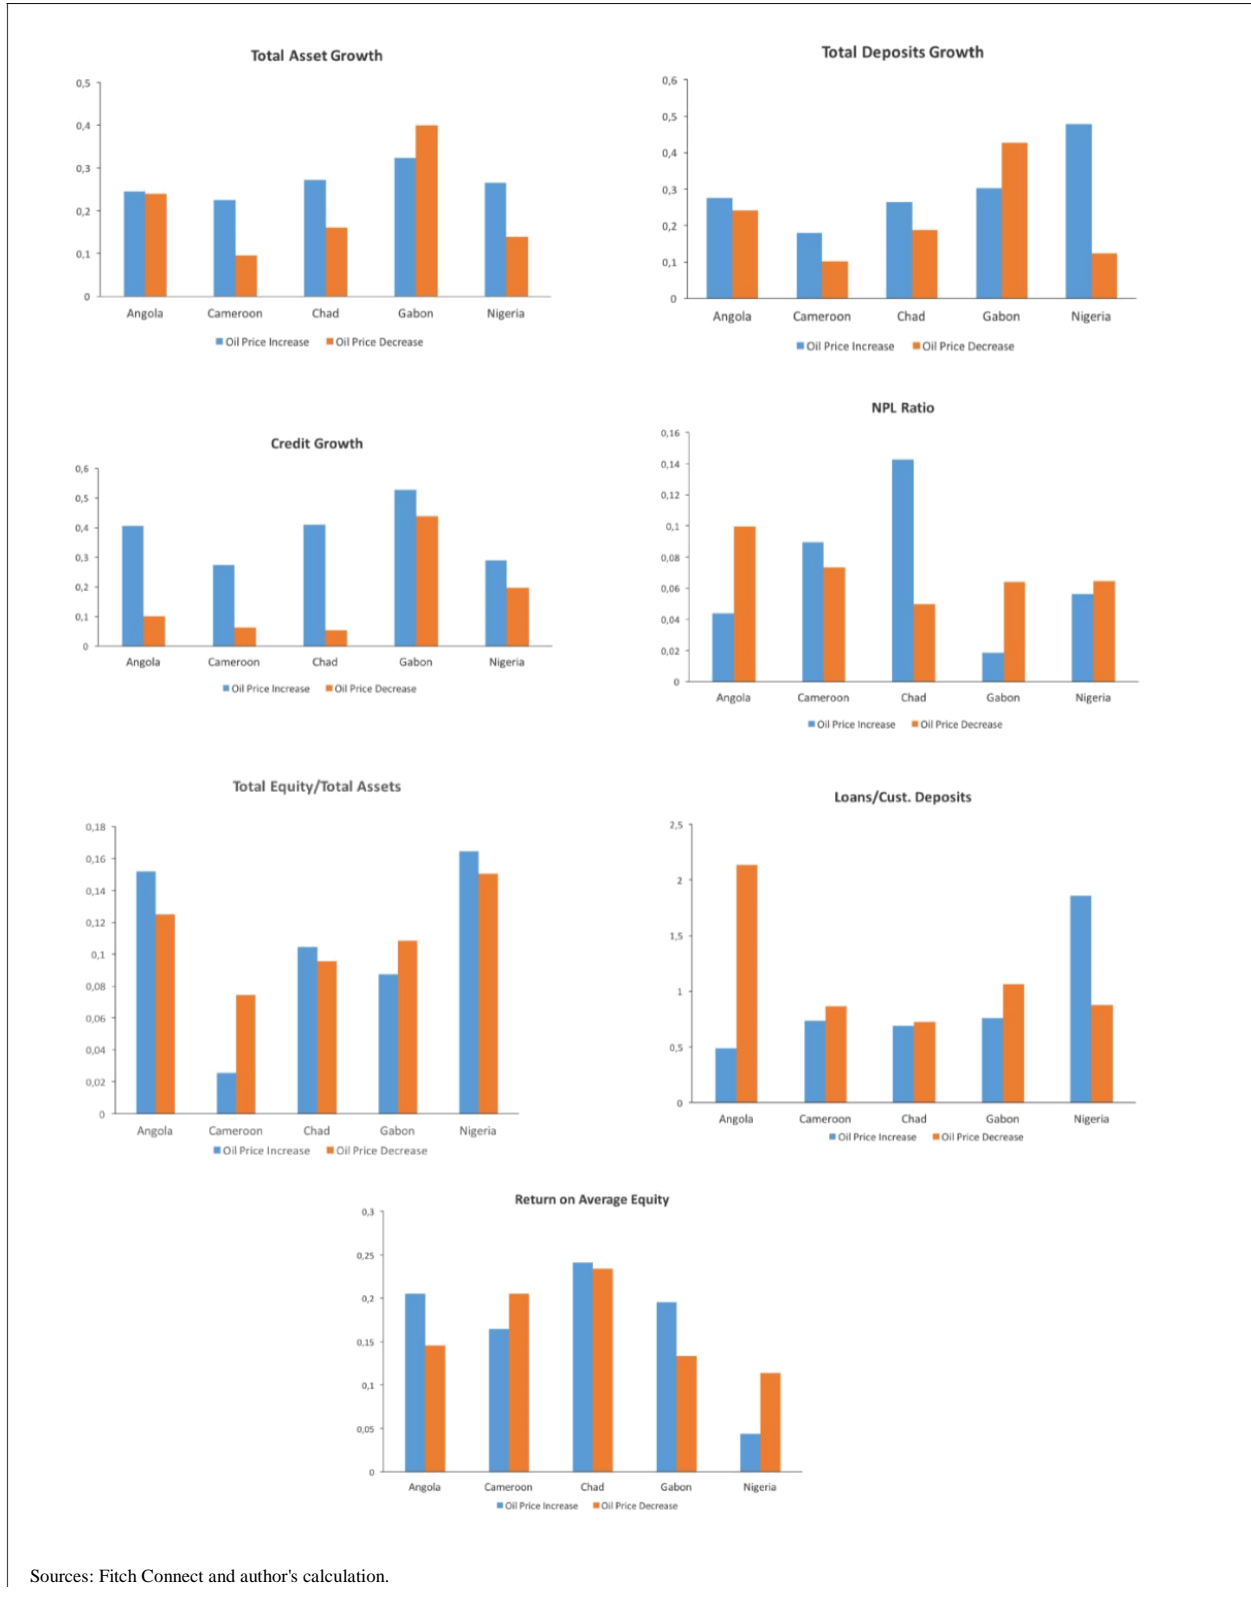 Total Asset Growth
0,5
0,4
0,3
0,2
0,1
0
Angola Cameroon Chad Gabon Nigeria
Oil Price Increase Oil Price Decrease
Total Deposits Growth
0,6
0,5
0,4
0,3
0,2
0,1
0
Angola Cameroon Chad Gabon Nigeria
Oil Price Increase Oil Price Decrease
Credit Growth
0,6
0,5
0,4
0,3
0,2
0,1
0
Angola Cameroon Chad Gabon Nigeria
Oil Price Increase Oil Price Decrease
NPL Ratio
0,16
0,14
0,12
0,1
0,08
0,06
0,04
0,02
0
Angola Cameroon Chad Gabon Nigeria
Oil Price Increase Oil Price Decrease
Total Equity/Total Assets
0,18
0,16
0,14
0,12
0,1
0,08
0,06
0,04
0,02
0
Angola Cameroon Chad Gabon Nigeria
Oil Price Increase Oil Price Decrease
Loans/Cust. Deposits
2,5
2
1,5
1
0,5
0
Angola Cameroon Chad Gabon Nigeria
Oil Price Increase Oil Price Decrease
Return on Average Equity
0,3
0,25
0,2
0,15
0,1
0,05
0
Angola Cameroon Chad Gabon Nigeria
Oil Price Increase Oil Price Decrease
Sources: Fitch Connect and author's calculation.